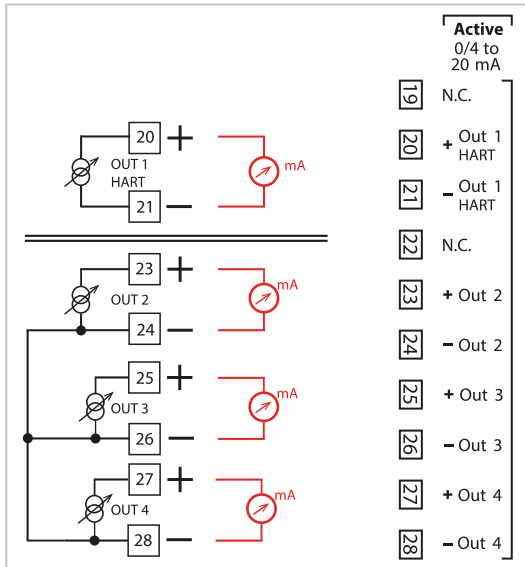 20 +
OUT 1
HART
mA
21 −
23 +
mA
OUT 2
24 −
25 +
mA
OUT 3
26 −
27 +
mA
OUT 4
28 −
Active
0/4 to
20 mA
19 N.C.
20 + Out 1
HART
21 − Out 1
HART
22 N.C.
23 + Out 2
24 − Out 2
25 + Out 3
26 − Out 3
27 + Out 4
28 − Out 4